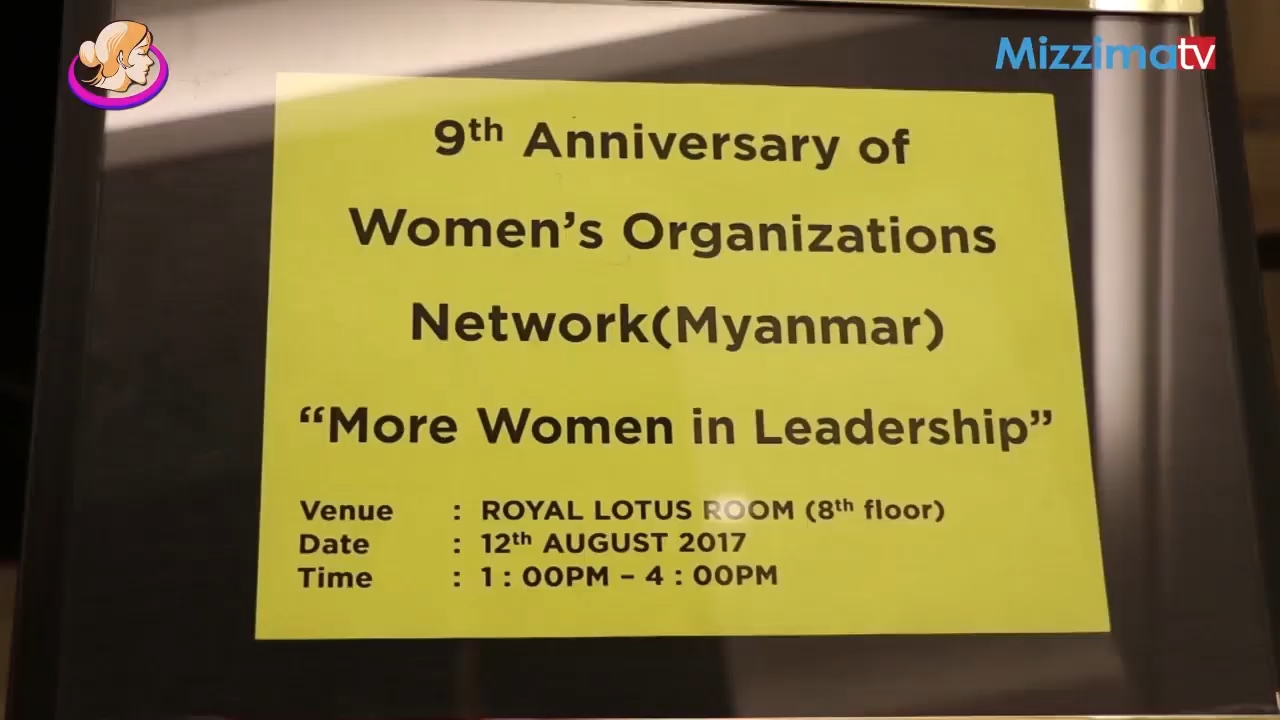 Mizzimatv
9th Anniversary of
Women's Organizations
Network(Myanmar)
“More Women in Leadership”
Venue : ROYAL LOTUS ROOM (8th floor)
Date : 12th AUGUST 2017
Time : 1 : 00PM – 4 : 00PM